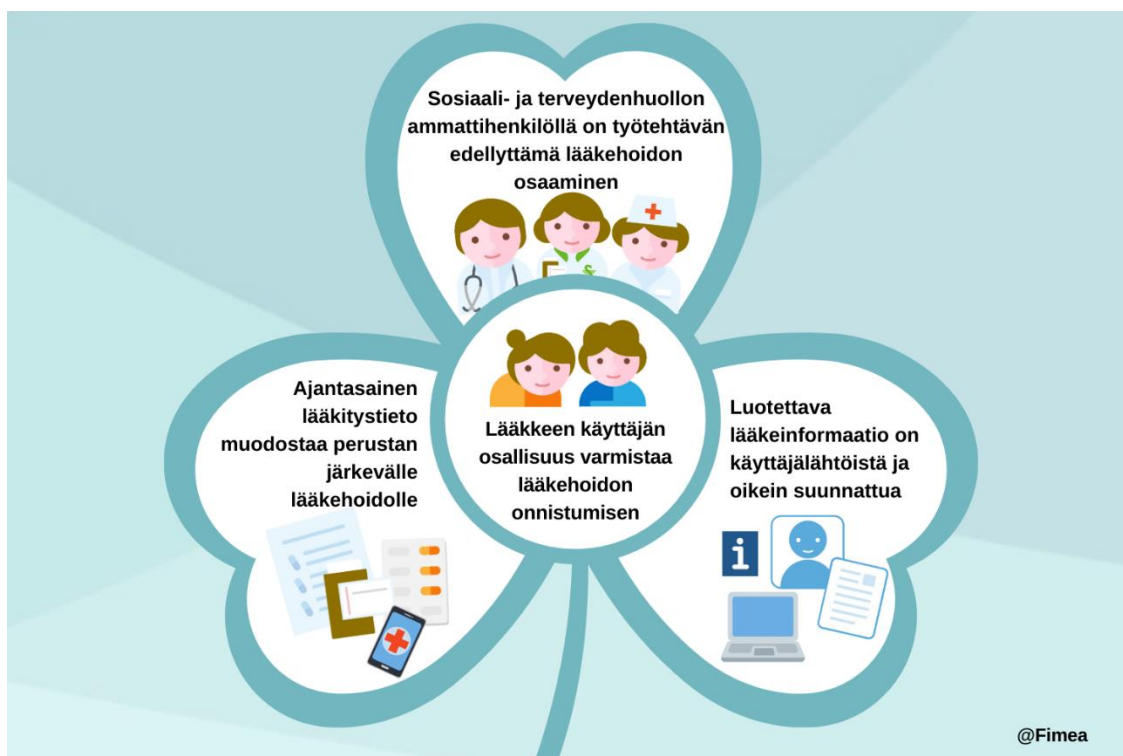 Sosiaali- ja terveydenhuollon
ammattihenkilöllä on työtehtävän
edellyttämä lääkehoidon
osaaminen
Ajantasainen
lääkitystieto
muodostaa perustan
järkevälle
lääkehoidolle
Lääkkeen käyttäjän
osallisuus varmistaa
lääkehoidon
onnistumisen
Luotettava
lääkeinformaatio on
käyttäjälähtöistä ja
oikein suunnattua
i
@Fimea